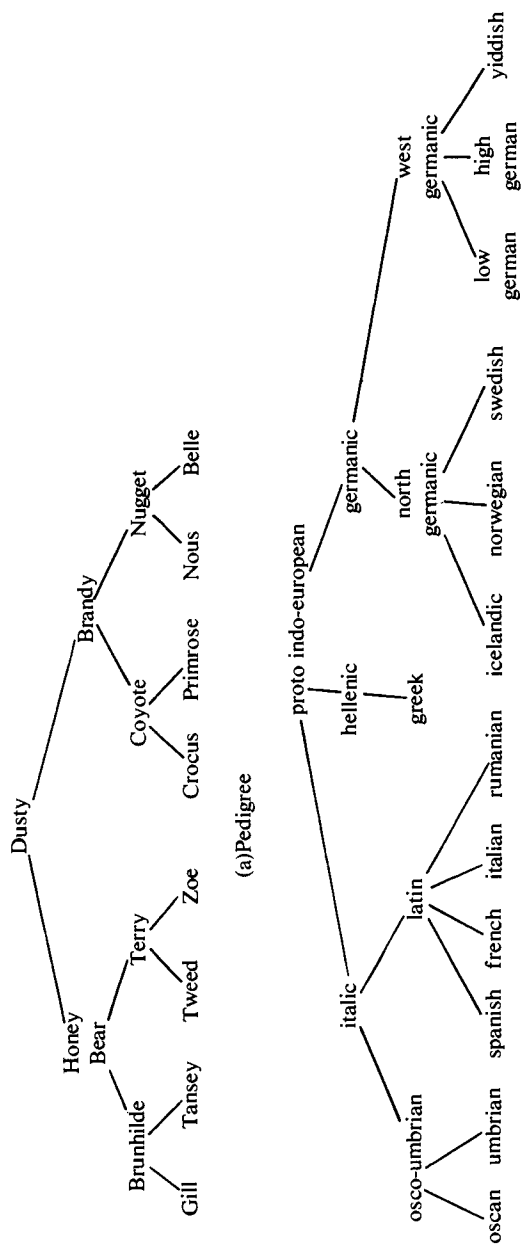 Dusty
Honey
Bear
Brandy
Brunhilde Terry Coyote Nugget
Gill Tansey Tweed Zoe Crocus Primrose Nous Belle
(a)Pedigree
proto indo-european
italic hellenic germanic
osco-umbrian latin greek north
germanic west
germanic
oscan umbrian spanish french italian rumanian icelandic norwegian swedish low
german high
german yiddish